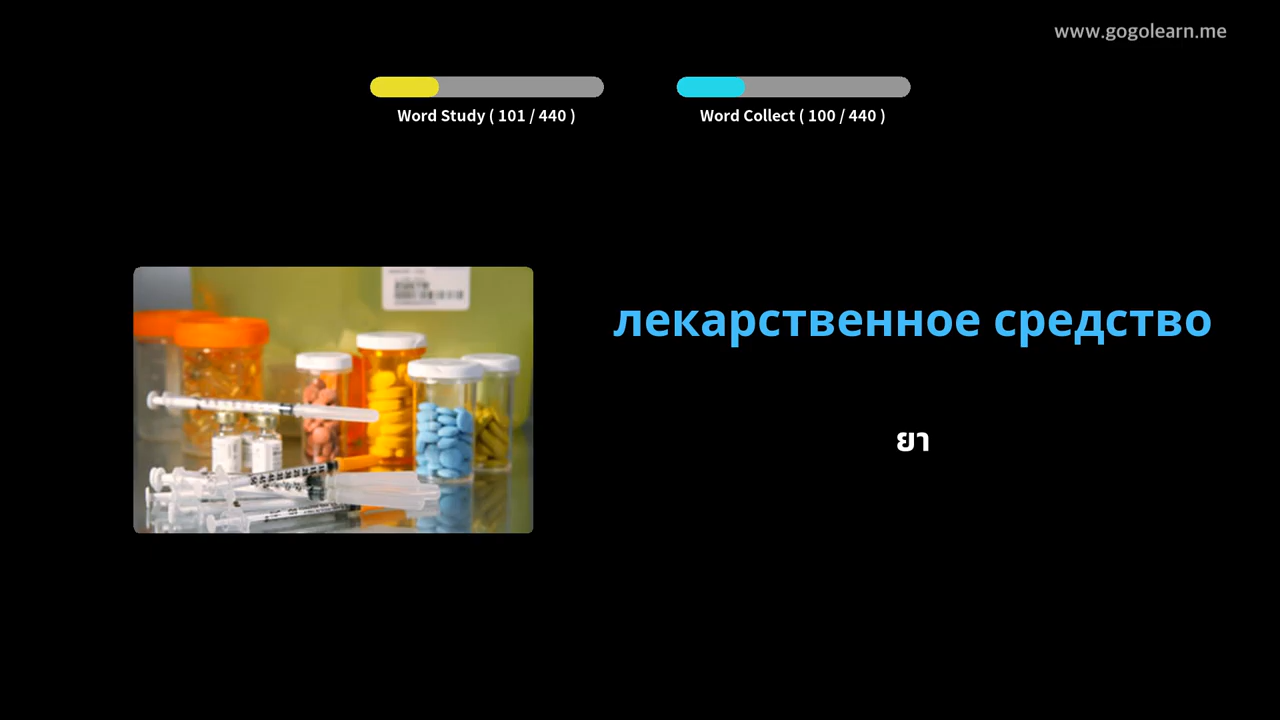 www.gogolearn.me
Word Study ( 101 / 440 )
Word Collect ( 100 / 440 )
лекарственное средство
ยา